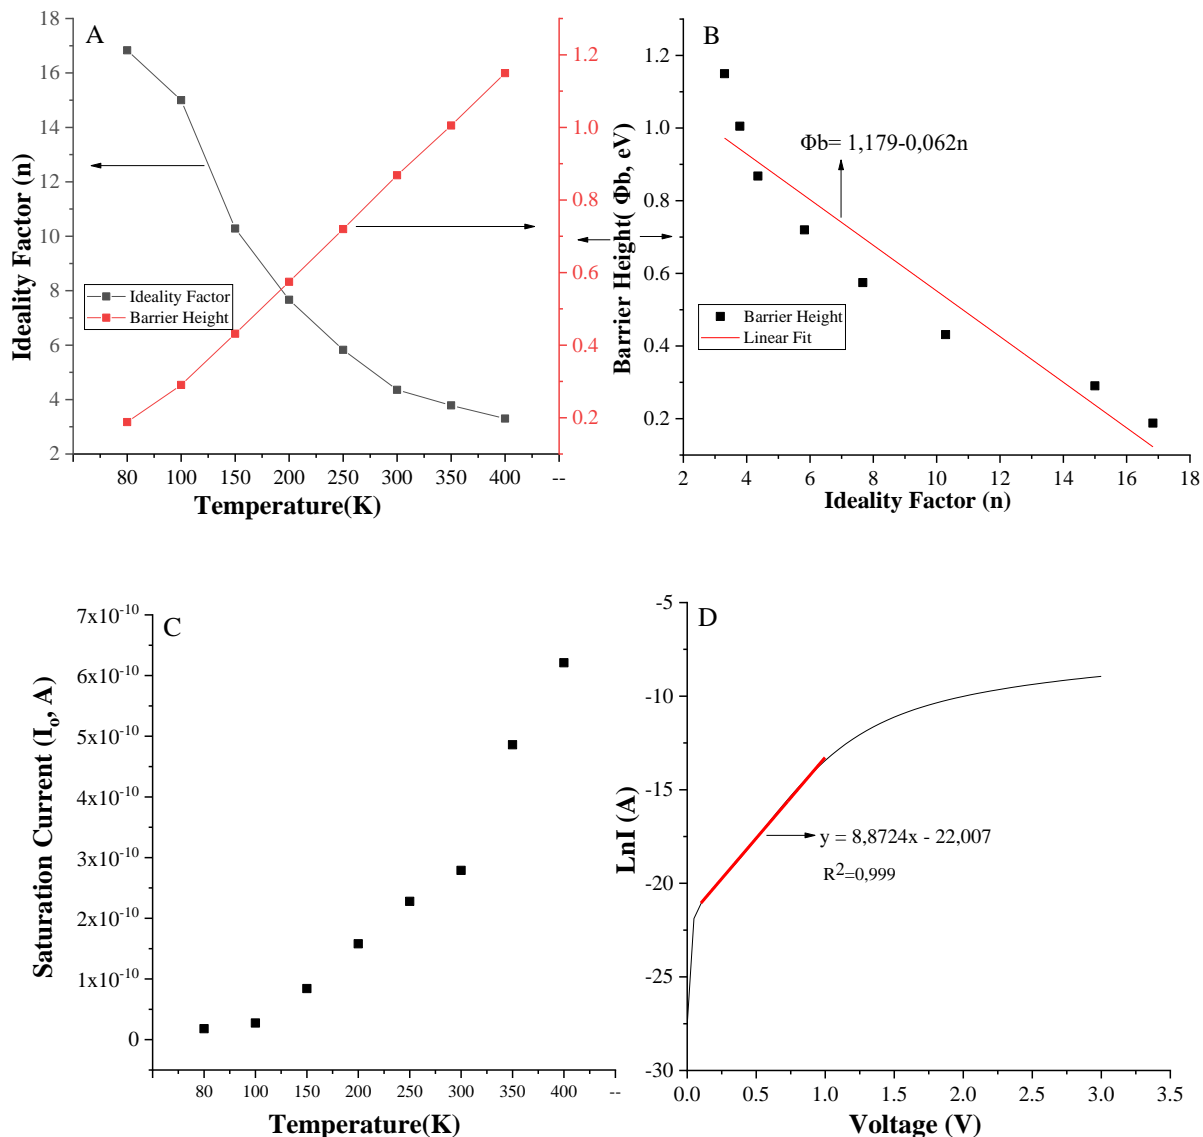 A
18
16
14
12
10
8
6
4
2
Ideality Factor (n)
Ideality Factor
Barrier Height
80 100 150 200 250 300 350 400 --
Temperature(K)
1.2
1.0
0.8
0.6
0.4
0.2
B
1.2
1.0
0.8
0.6
0.4
0.2
Barrier Height( Φb, eV)
Φb= 1,179-0,062n
Barrier Height
Linear Fit
2 4 6 8 10 12 14 16 18
Ideality Factor (n)
C
7x10⁻¹⁰
6x10⁻¹⁰
5x10⁻¹⁰
4x10⁻¹⁰
3x10⁻¹⁰
2x10⁻¹⁰
1x10⁻¹⁰
0
Saturation Current (Iₒ, A)
80 100 150 200 250 300 350 400 --
Temperature(K)
D
-5
-10
-15
-20
-25
-30
LnI (A)
y = 8,8724x - 22,007
R²=0,999
0.0 0.5 1.0 1.5 2.0 2.5 3.0 3.5
Voltage (V)